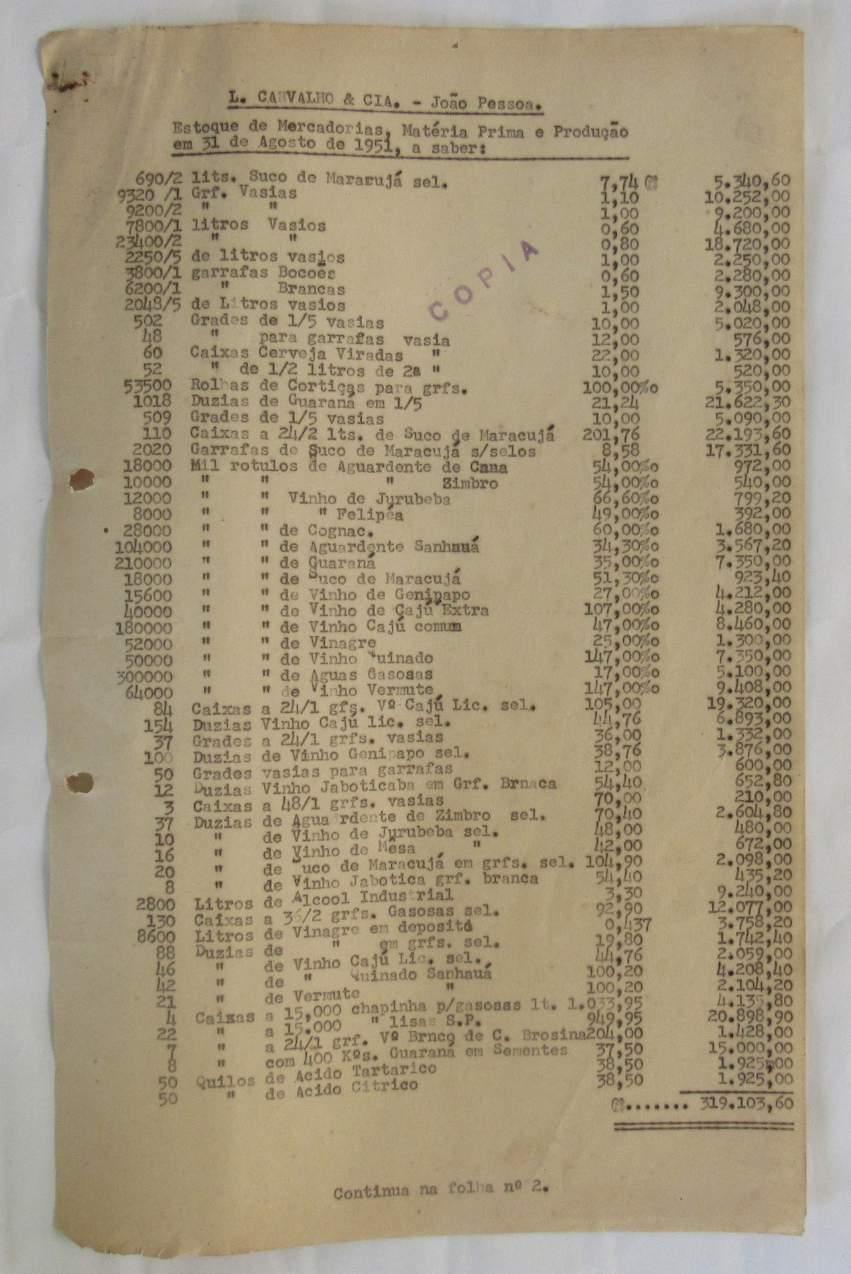 L. CARVALHO & CIA. - João Pessoa.
Estoque de Mercadorias, Matéria Prima e Produção
em 31 de Agosto de 1951, a saber:
690/2 lits. Suco de Maracujá sel. 7,74 5.340,60
9320 /1 Grf. Vasias 1,10 10.252,00
9200/2 " " 1,00 9.200,00
7800/1 litros Vasios 0,60 4.680,00
23400/2 " " 0,80 18.720,00
2250/5 de litros vasios 1,00 2.250,00
3800/1 garrafas Bocoés 0,60 2.280,00
6200/1 " Brancas 1,50 9.300,00
2048/5 de Litros vasios 1,00 2.048,00
COPIA
502 Grades de 1/5 vasias 10,00 5.020,00
48 " para garrafas vasia 12,00 576,00
60 Caixas Cerveja Viradas " 22,00 1.320,00
52 " de 1/2 litros de 2a " 10,00 520,00
53500 Rolhas de Cortiças para grfs. 100,00%o 5.350,00
1018 Duzias de Guaraná em 1/5 21,24 21.622,30
509 Grades de 1/5 vasias 10,00 5.090,00
110 Caixas a 24/2 lts. de Suco de Maracujá 201,76 22.193,60
2020 Garrafas de Suco de Maracujá s/selos 8,58 17.331,60
18000 Mil rotulos de Aguardente de Cana 54,00%o 972,00
10000 " " " Zimbro 54,00%o 540,00
12000 " " Vinho de Jurubeba 66,60%o 799,20
8000 " " " Felipéa 49,00%o 392,00
28000 " " de Cognac. 60,00%o 1.680,00
104000 " " de Aguardente Sanhauá 34,30%o 3.567,20
210000 " " de Guaraná 35,00%o 7.350,00
18000 " " de Suco de Maracujá 51,30%o 923,40
15600 " " de Vinho de Genipapo 27,00%o 4.212,00
40000 " " de Vinho de Cajú Extra 107,00%o 4.280,00
180000 " " de Vinho Cajú comum 47,00%o 8.460,00
52000 " " de Vinagre 25,00%o 1.300,00
50000 " " de Vinho Quinado 147,00%o 7.350,00
300000 " " de Aguas Gasosas 17,00%o 5.100,00
64000 " " de Vinho Vermute 147,00%o 9.408,00
84 Caixas a 24/1 gfs. Vº Cajú Lic. sel. 105,00 19.320,00
154 Duzias Vinho Cajú lic. sel. 44,76 6.893,00
37 Grades a 24/1 grfs. vasias 36,00 1.332,00
100 Duzias de Vinho Genipapo sel. 38,76 3.876,00
50 Grades vasias para garrafas 12,00 600,00
12 Duzias Vinho Jaboticaba em Grf. Brnaca 54,40 652,80
3 Caixas a 48/1 grfs. vasias 70,00 210,00
37 Duzias de Aguardente de Zimbro sel. 70,40 2.604,80
10 " de Vinho de Jurubeba sel. 48,00 480,00
16 " de Vinho de Mêsa " 42,00 672,00
20 " de Suco de Maracujá em grfs. sel. 104,90 2.098,00
8 " de Vinho Jabotica grf. branca 54,40 435,20
2800 Litros de Alcool Industrial 3,30 9.240,00
130 Caixas a 36/2 grfs. Gasosas sel. 92,90 12.077,00
8600 Litros de Vinagre em deposito 0,437 3.758,20
88 Duzias de " em grfs. sel. 19,80 1.742,40
46 " de Vinho Cajú Lic. sel. 44,76 2.059,00
42 " de " Quinado Sanhauá 100,20 4.208,40
21 " de Vermute " 100,20 2.104,20
4 Caixas a 15,000 chapinha p/gasosas lt. 1.033,95 4.135,80
22 " a 15.000 " lisas S.P. 949,95 20.898,90
7 " a 24/1 grf. Vº Brnco de C. Brosina 204,00 1.428,00
8 " com 400 Kºs. Guaraná em Sementes 37,50 15.000,00
50 Quilos de Acido Tartarico 38,50 1.925,00
50 " de Acido Citrico 38,50 1.925,00
....... 319.103,60
Continua na folha nº 2.